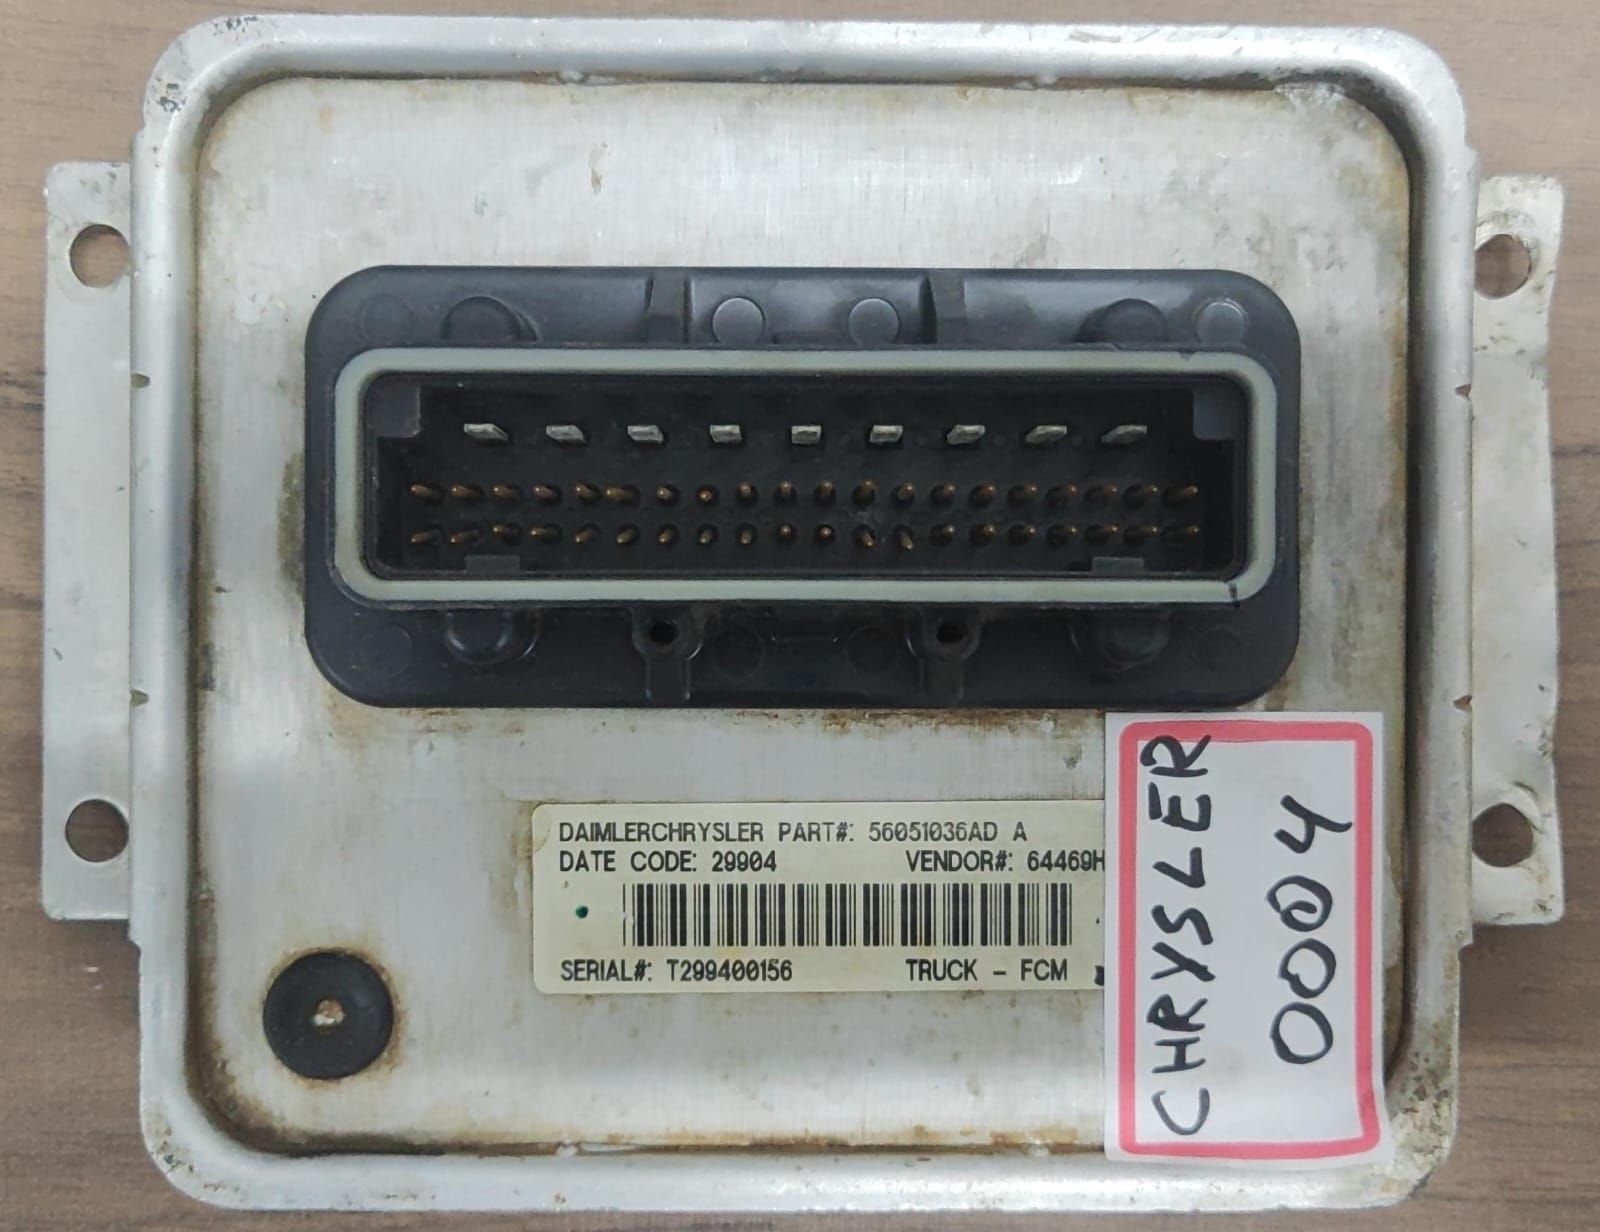 DAIMLERCHRYSLER PART#: 56051036AD A
DATE CODE: 29904 VENDOR#: 64469H
SERIAL#: T299400156 TRUCK - FCM
CHRYSLER
0004